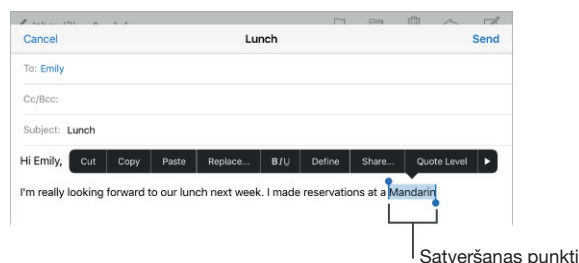 Cancel Lunch Send
To: Emily
Cc/Bcc:
Subject: Lunch
Hi Emily, Cut Copy Paste Replace... B I U Define Share... Quote Level
I'm really looking forward to our lunch next week. I made reservations at a Mandarin
Satveršanas punkti